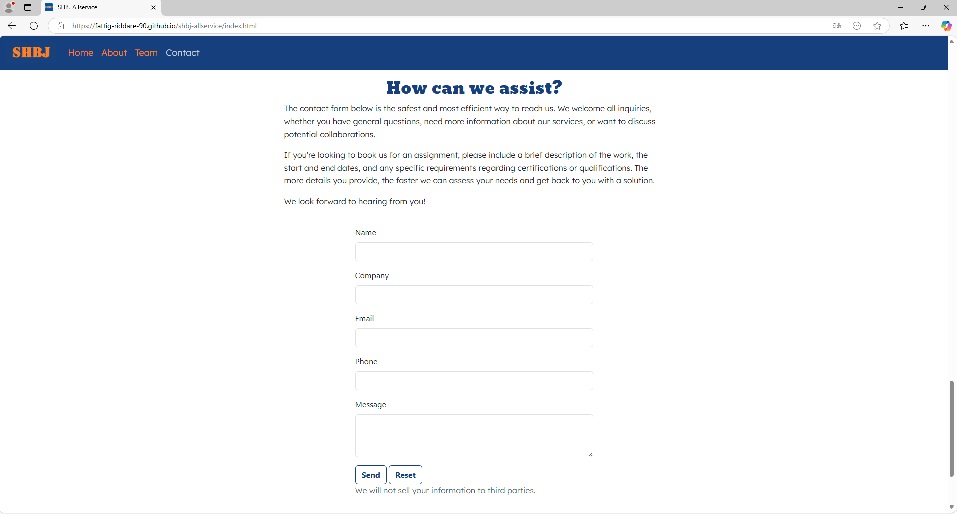 SHBJ Allservice
https://fattig-riddare-90.github.io/shbj-allservice/index.html
SHBJ Home About Team Contact
How can we assist?
The contact form below is the safest and most efficient way to reach us. We welcome all inquiries,
whether you have general questions, need more information about our services, or want to discuss
potential collaborations.
If you're looking to book us for an assignment, please include a brief description of the work, the
start and end dates, and any specific requirements regarding certifications or qualifications. The
more details you provide, the faster we can assess your needs and get back to you with a solution.
We look forward to hearing from you!
Name
Company
Email
Phone
Message
Send Reset
We will not sell your information to third parties.